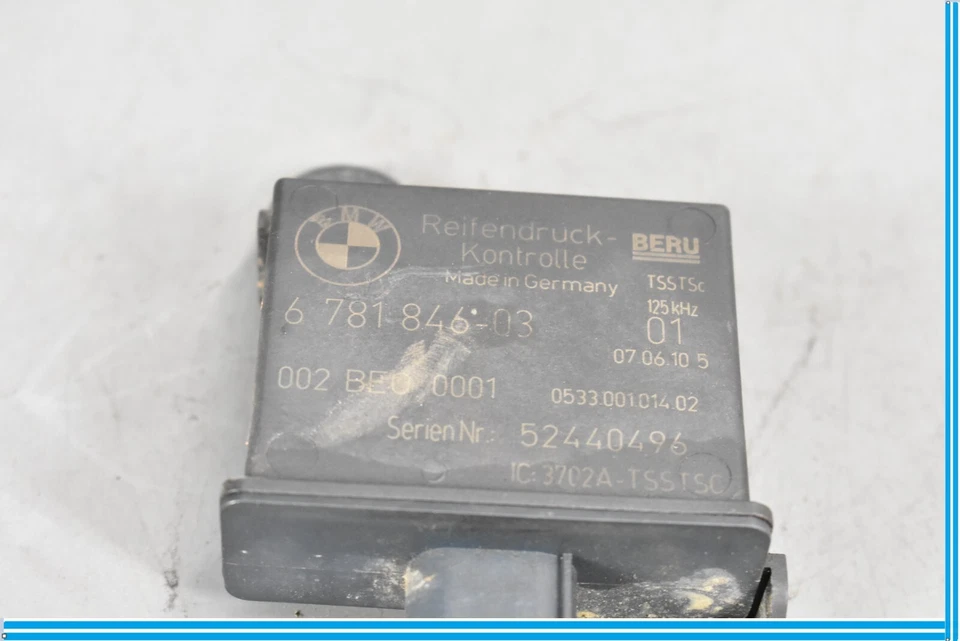 BMW
Reifendruck-
Kontrolle
Made in Germany
BERU
TSSTSc
125 kHz
6 781 846-03
01
07.06.10 5
002 0001
0533.001.014.02
Serien Nr.: 52440496
IC: 3702A-TSSTSC